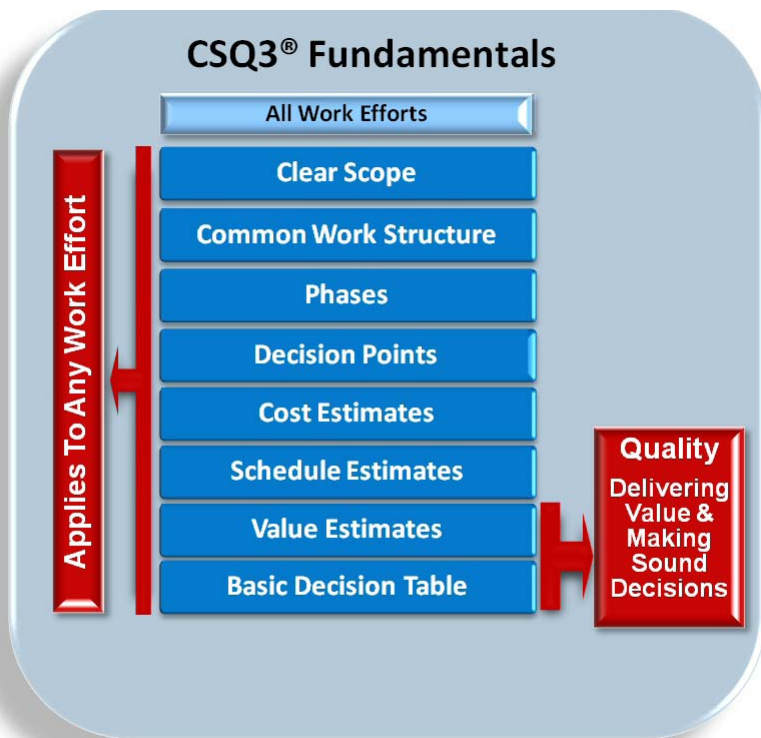 CSQ3® Fundamentals
All Work Efforts
Clear Scope
Common Work Structure
Phases
Decision Points
Cost Estimates
Schedule Estimates
Value Estimates
Basic Decision Table
Applies To Any Work Effort
Quality
Delivering
Value &
Making
Sound
Decisions